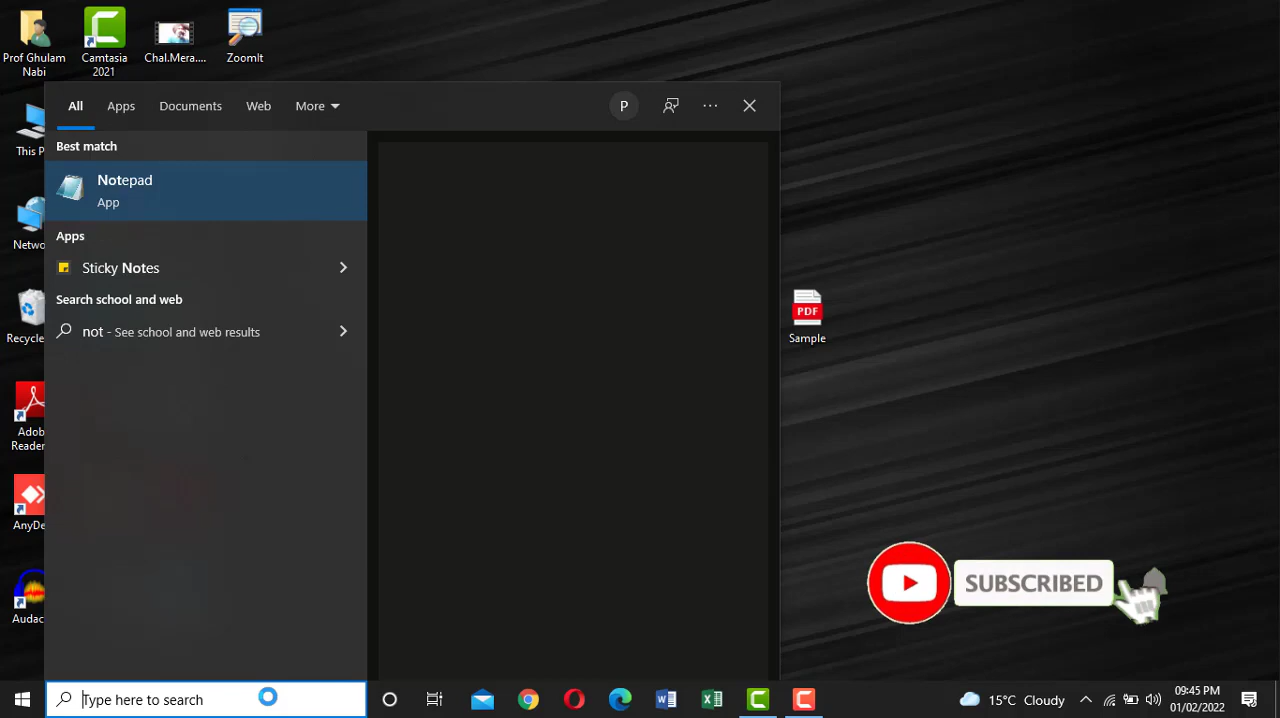 Prof Ghulam Nabi
Camtasia 2021
Chal.Mera....
ZoomIt
All Apps Documents Web More
P
This P
Best match
Notepad
App
Netwo
Apps
Sticky Notes
Search school and web
not - See school and web results
Recycle
PDF
Sample
Adob
Reader
AnyDe
Audac
SUBSCRIBED
Type here to search
15°C Cloudy
09:45 PM
01/02/2022